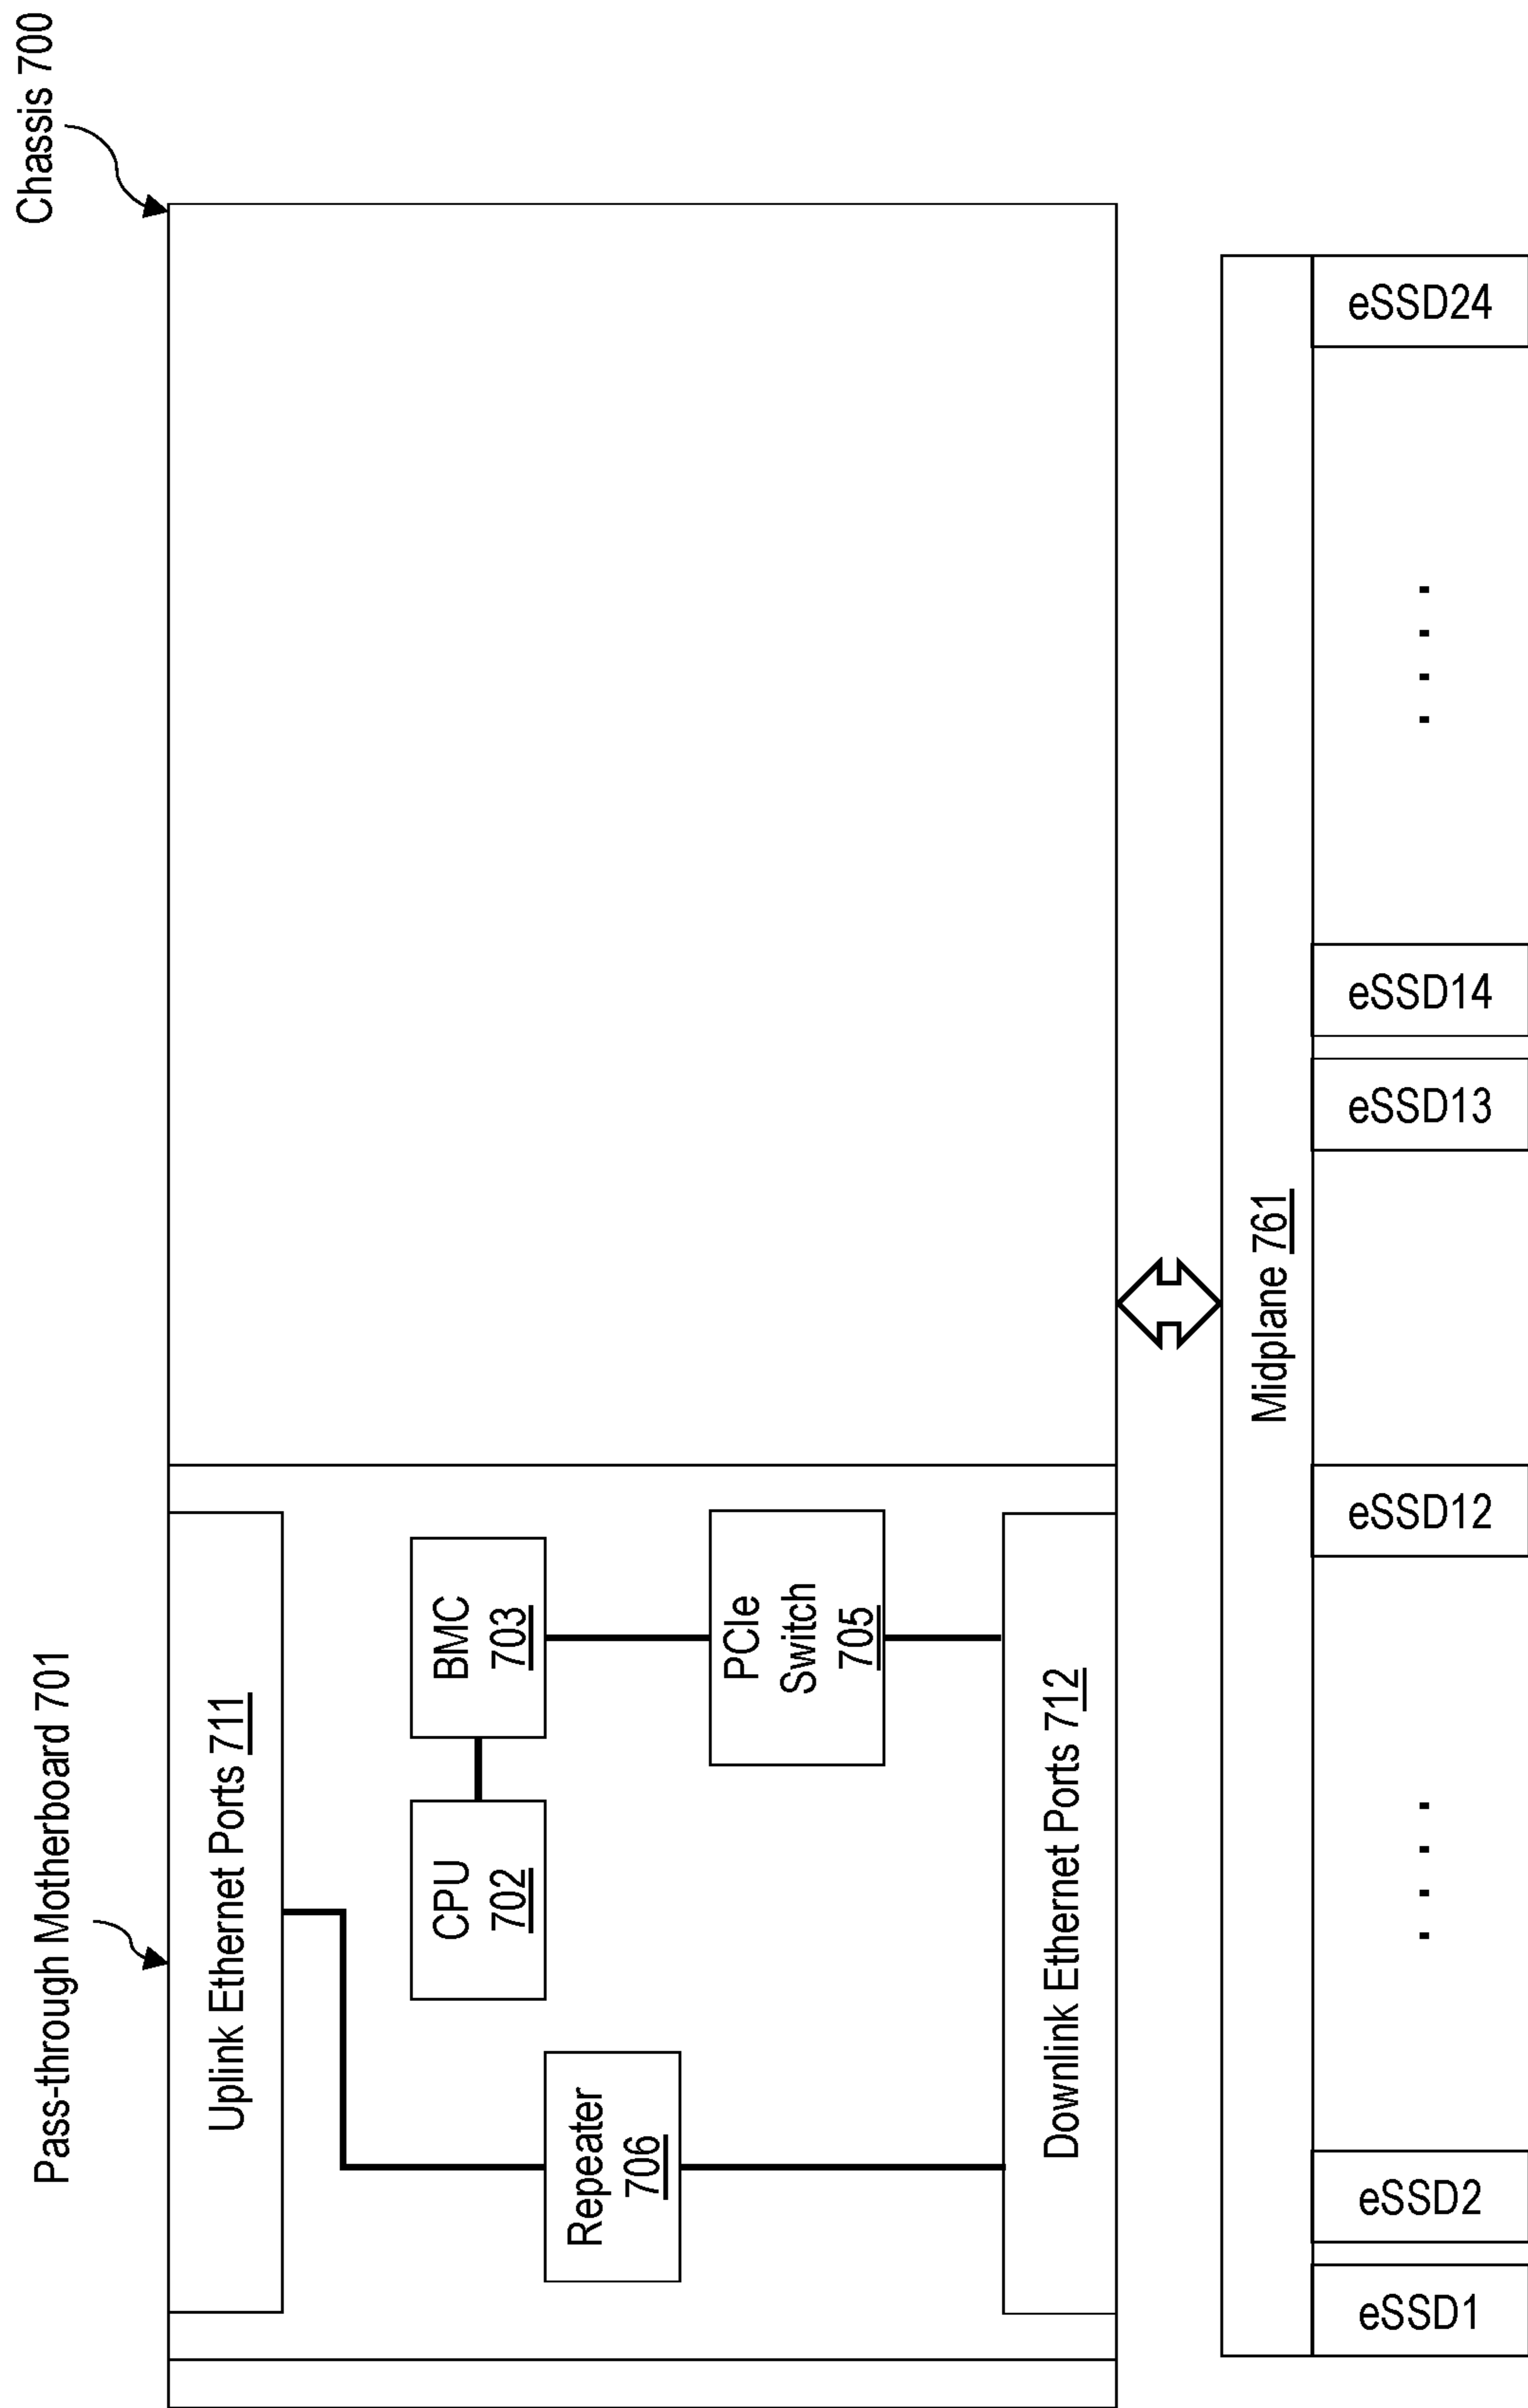 Chassis 700
Pass-through Motherboard 701
Uplink Ethernet Ports 711
CPU
702
BMC
703
Repeater
706
PCIe
Switch
705
Downlink Ethernet Ports 712
Midplane 761
eSSD1
eSSD2
. . . .
eSSD12
eSSD13
eSSD14
. . . .
eSSD24